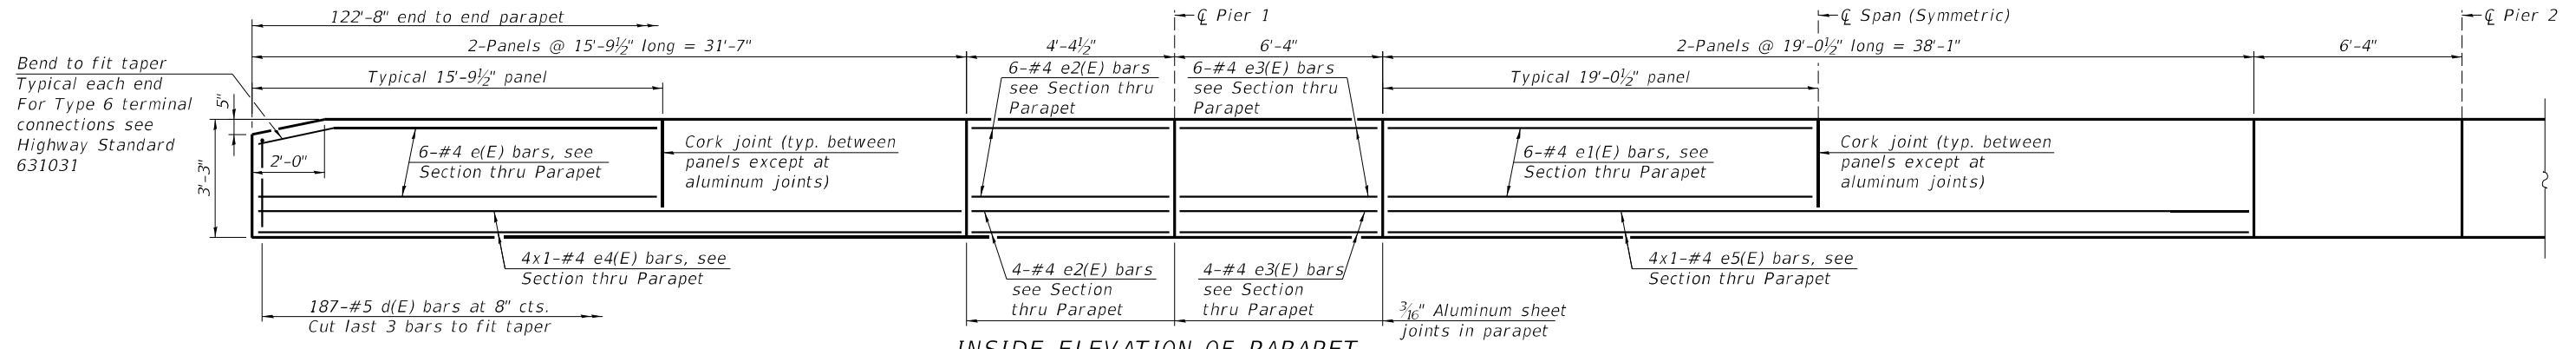 122'-8" end to end parapet
℄ Pier 1
℄ Span (Symmetric)
℄ Pier 2
2-Panels @ 15'-9½" long = 31'-7"
4'-4½"
6'-4"
2-Panels @ 19'-0½" long = 38'-1"
6'-4"
Bend to fit taper
Typical each end
For Type 6 terminal
connections see
Highway Standard
631031
Typical 15'-9½" panel
6-#4 e2(E) bars
see Section thru
Parapet
6-#4 e3(E) bars
see Section thru
Parapet
Typical 19'-0½" panel
5"
3'-3"
2'-0"
6-#4 e(E) bars, see
Section thru Parapet
Cork joint (typ. between
panels except at
aluminum joints)
6-#4 e1(E) bars, see
Section thru Parapet
Cork joint (typ. between
panels except at
aluminum joints)
4x1-#4 e4(E) bars, see
Section thru Parapet
4-#4 e2(E) bars
see Section
thru Parapet
4-#4 e3(E) bars
see Section
thru Parapet
4x1-#4 e5(E) bars, see
Section thru Parapet
187-#5 d(E) bars at 8" cts.
Cut last 3 bars to fit taper
3/16" Aluminum sheet
joints in parapet
INSIDE ELEVATION OF PARAPET